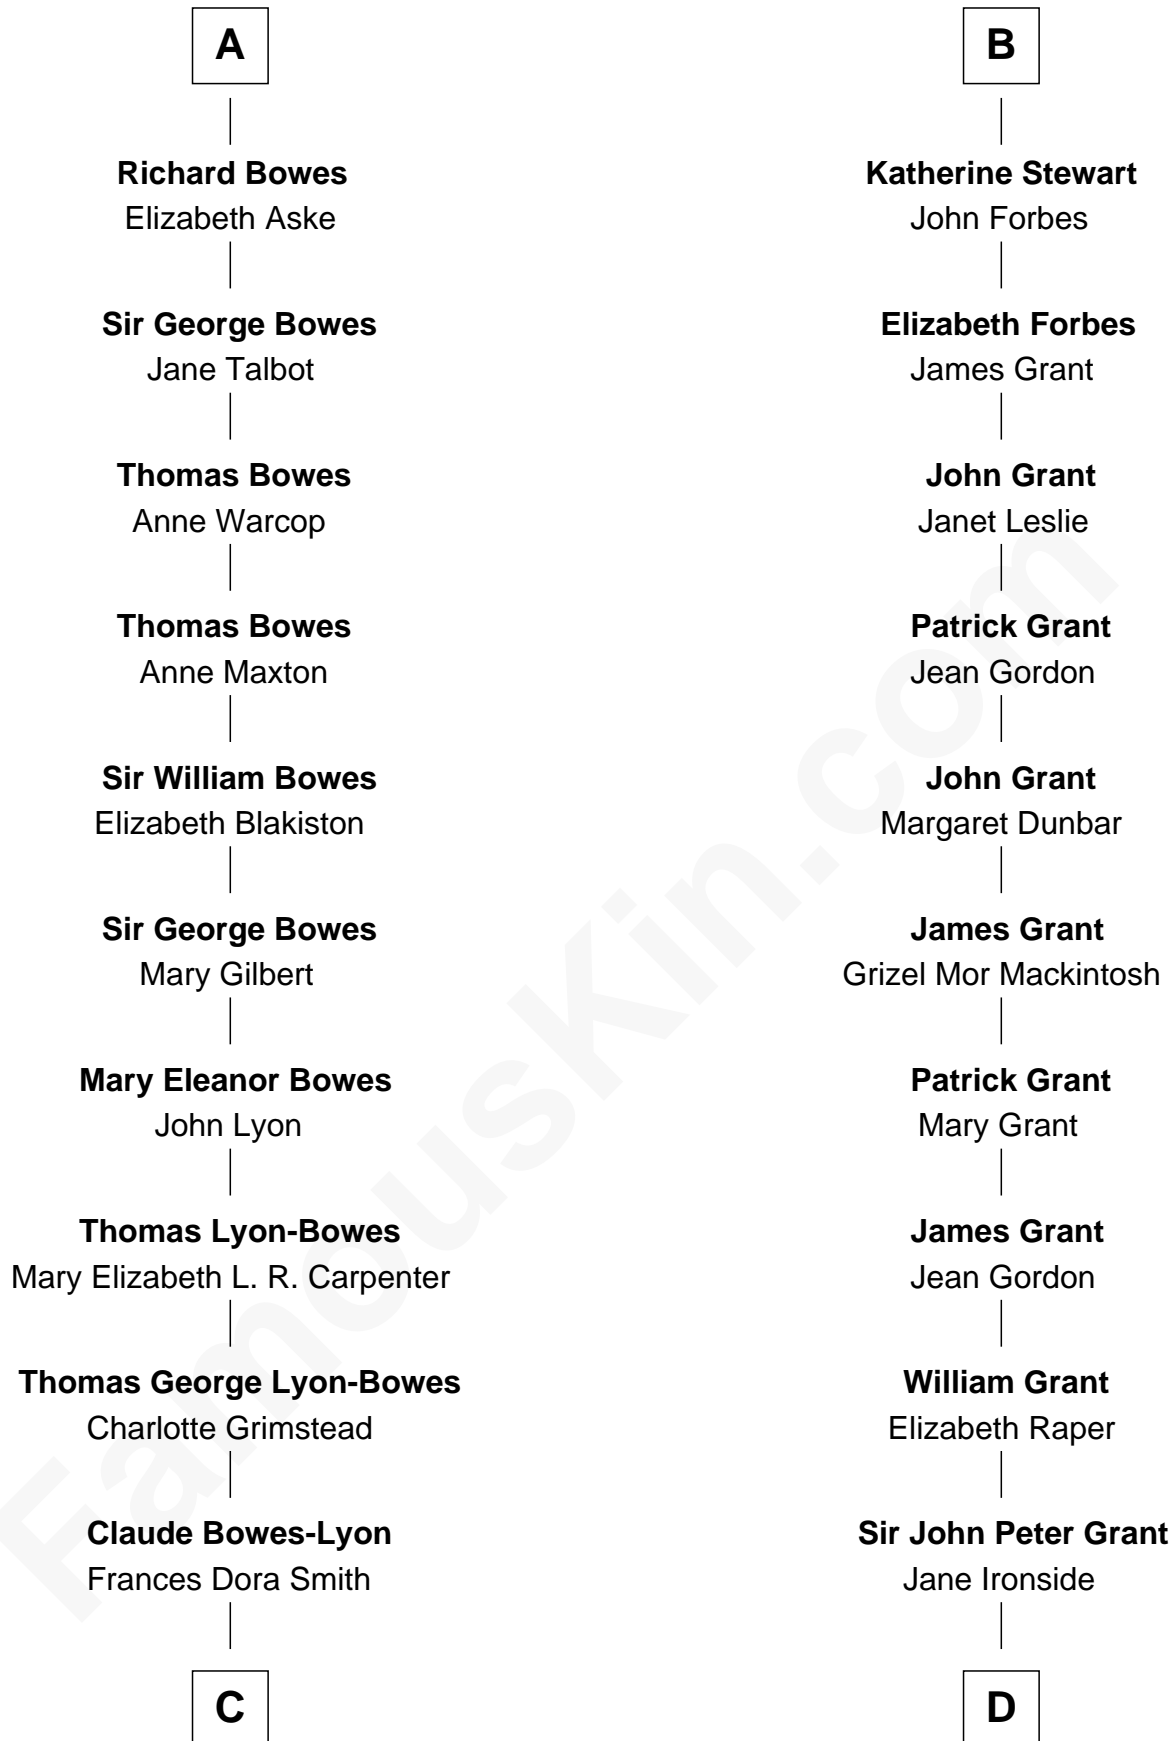 A
Richard Bowes
Elizabeth Aske
Sir George Bowes
Jane Talbot
Thomas Bowes
Anne Warcop
Thomas Bowes
Anne Maxton
Sir William Bowes
Elizabeth Blakiston
Sir George Bowes
Mary Gilbert
Mary Eleanor Bowes
John Lyon
Thomas Lyon-Bowes
Mary Elizabeth L. R. Carpenter
Thomas George Lyon-Bowes
Charlotte Grimstead
Claude Bowes-Lyon
Frances Dora Smith
C
B
Katherine Stewart
John Forbes
Elizabeth Forbes
James Grant
John Grant
Janet Leslie
Patrick Grant
Jean Gordon
John Grant
Margaret Dunbar
James Grant
Grizel Mor Mackintosh
Patrick Grant
Mary Grant
James Grant
Jean Gordon
William Grant
Elizabeth Raper
Sir John Peter Grant
Jane Ironside
D
FamousKin.com